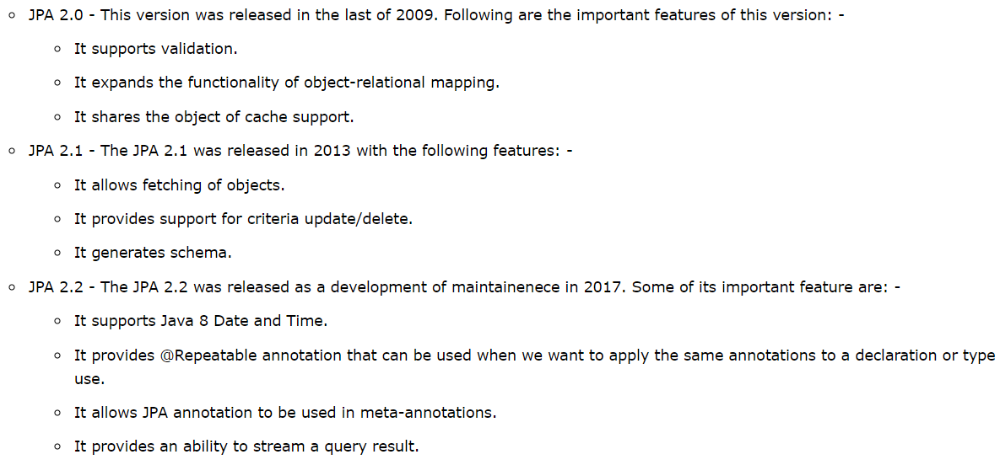 JPA 2.0 - This version was released in the last of 2009. Following are the important features of this version: -
It supports validation.
It expands the functionality of object-relational mapping.
It shares the object of cache support.
JPA 2.1 - The JPA 2.1 was released in 2013 with the following features: -
It allows fetching of objects.
It provides support for criteria update/delete.
It generates schema.
JPA 2.2 - The JPA 2.2 was released as a development of maintainenece in 2017. Some of its important feature are: -
It supports Java 8 Date and Time.
It provides @Repeatable annotation that can be used when we want to apply the same annotations to a declaration or type
use.
It allows JPA annotation to be used in meta-annotations.
It provides an ability to stream a query result.